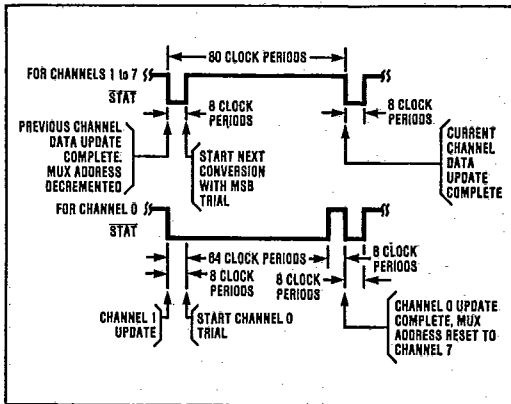 80 CLOCK PERIODS
FOR CHANNELS 1 to 7
STAT
8 CLOCK
PERIODS
8 CLOCK
PERIODS
PREVIOUS CHANNEL
DATA UPDATE
COMPLETE.
MUX ADDRESS
DECREMENTED
START NEXT
CONVERSION
WITH MSB
TRIAL
CURRENT
CHANNEL
DATA
UPDATE
COMPLETE
FOR CHANNEL 0
STAT
64 CLOCK PERIODS
8 CLOCK
PERIODS
8 CLOCK
PERIODS
8 CLOCK
PERIODS
CHANNEL 1
UPDATE
START CHANNEL 0
TRIAL
CHANNEL 0 UPDATE
COMPLETE, MUX
ADDRESS RESET TO
CHANNEL 7